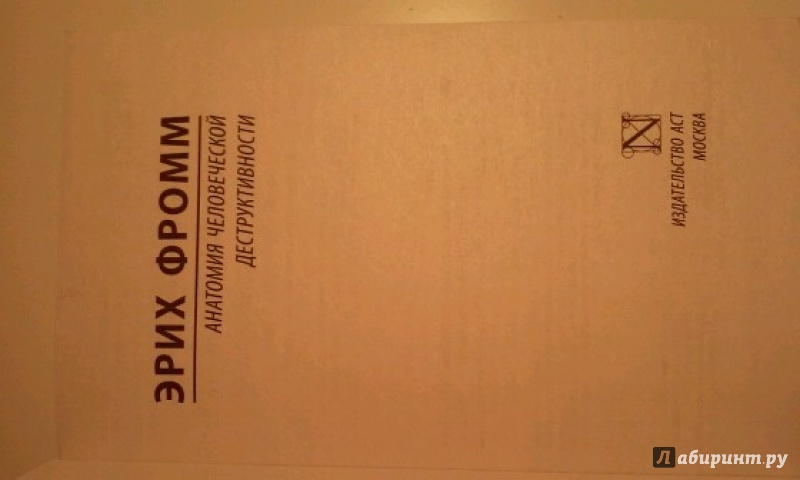 ЭРИХ ФРОММ
АНАТОМИЯ ЧЕЛОВЕЧЕСКОЙ
ДЕСТРУКТИВНОСТИ
ИЗДАТЕЛЬСТВО АСТ
МОСКВА
Лабиринт.ру